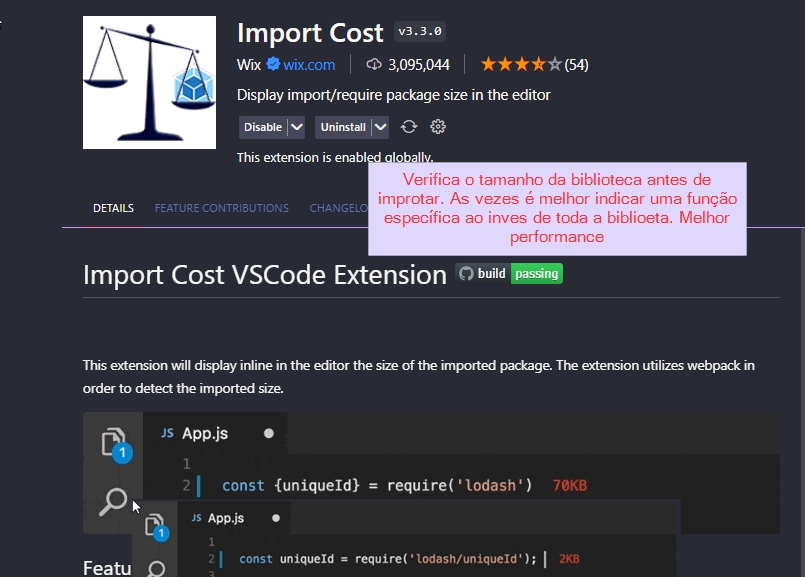 Import Cost v3.3.0
Wix wix.com 3,095,044 (54)
Display import/require package size in the editor
Disable Uninstall
This extension is enabled globally.
Verifica o tamanho da biblioteca antes de
improtar. As vezes é melhor indicar uma função
específica ao inves de toda a biblioeta. Melhor
performance
DETAILS FEATURE CONTRIBUTIONS CHANGELO
Import Cost VSCode Extension build passing
This extension will display inline in the editor the size of the imported package. The extension utilizes webpack in
order to detect the imported size.
JS App.js
1
1
2 const {uniqueId} = require('lodash') 70KB
JS App.js
1
1
2 const uniqueId = require('lodash/uniqueId'); 2KB
3
Featu